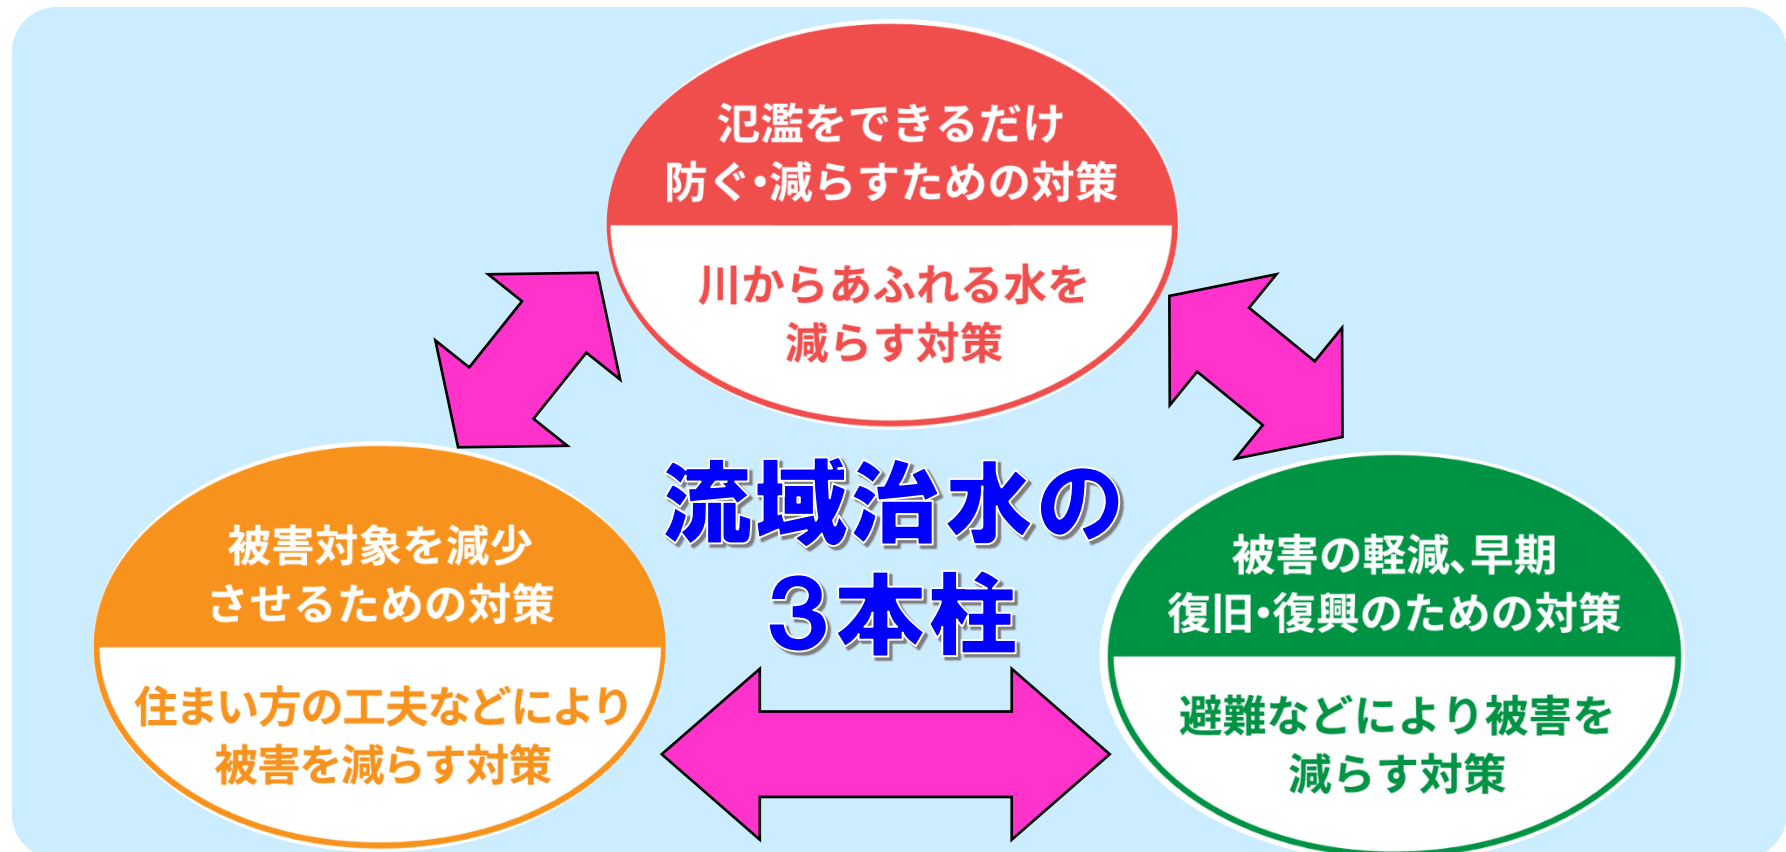 氾濫をできるだけ
防ぐ・減らすための対策
川からあふれる水を
減らす対策
流域治水の
3本柱
被害対象を減少
させるための対策
住まい方の工夫などにより
被害を減らす対策
被害の軽減、早期
復旧・復興のための対策
避難などにより被害を
減らす対策